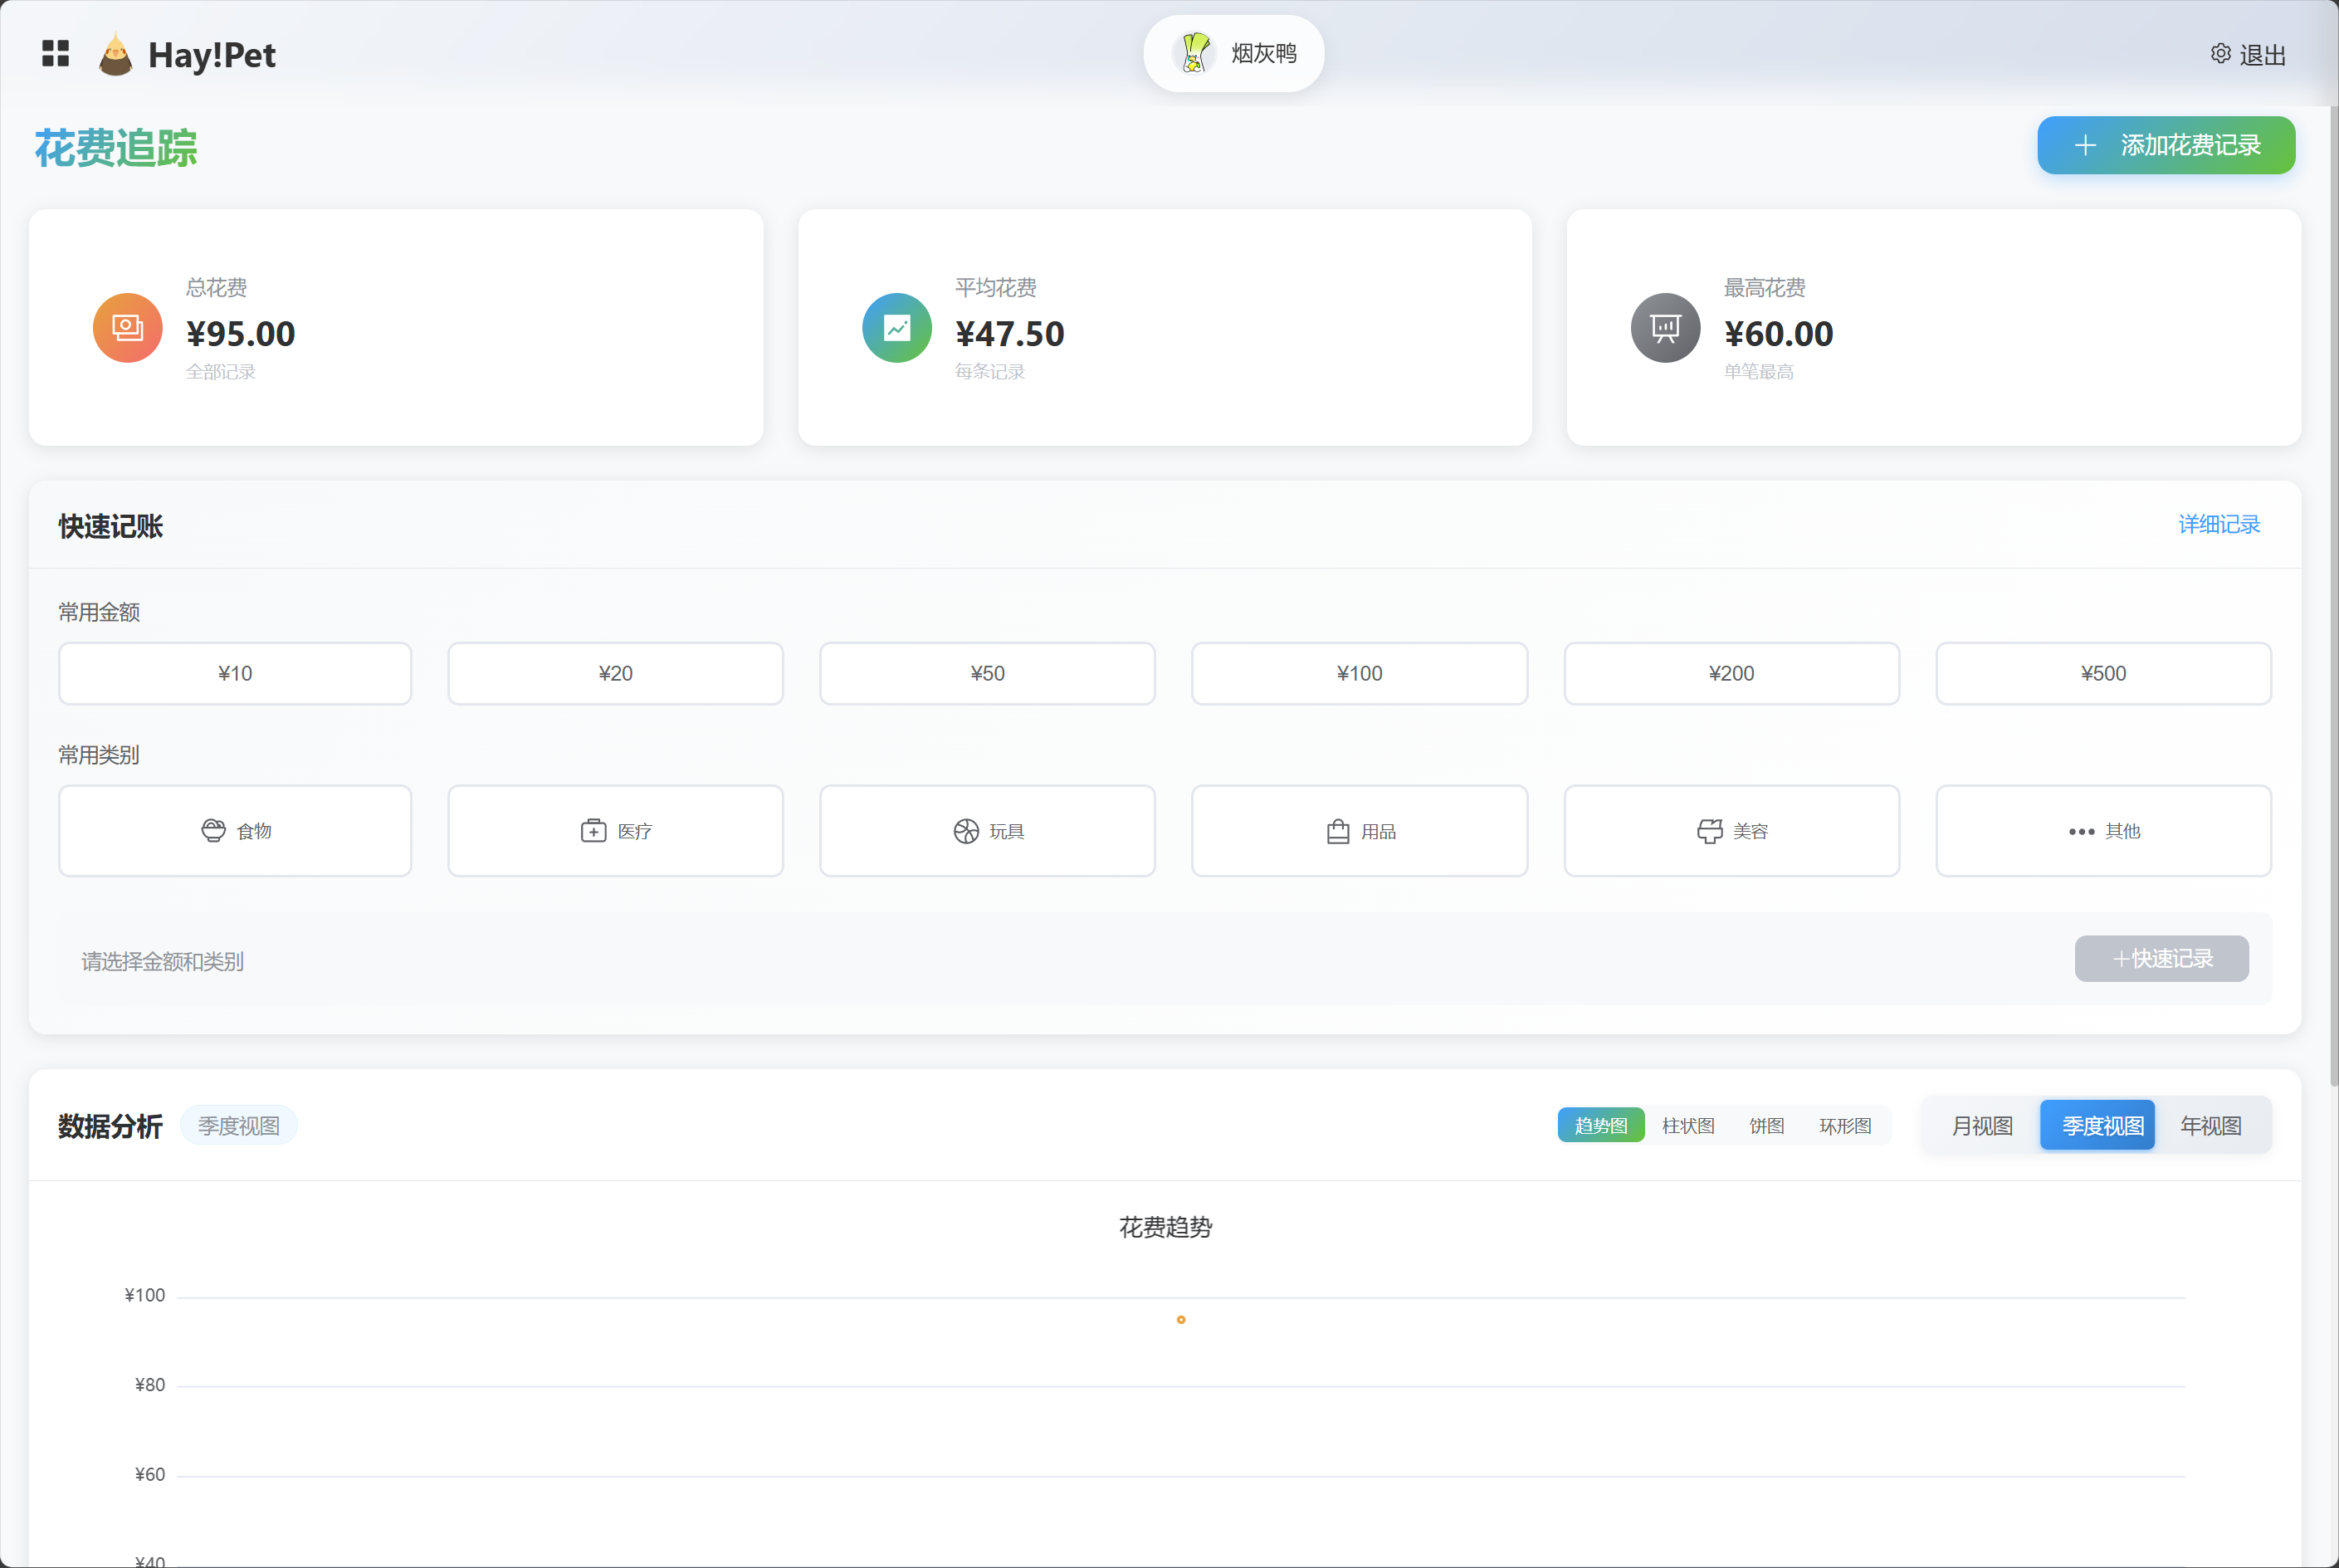 Hay!Pet
烟灰鸭
退出
花费追踪
添加花费记录
总花费
¥95.00
全部记录
平均花费
¥47.50
每条记录
最高花费
¥60.00
单笔最高
快速记账
详细记录
常用金额
¥10 ¥20 ¥50 ¥100 ¥200 ¥500
常用类别
食物 医疗 玩具 用品 美容 其他
请选择金额和类别
+快速记录
数据分析 季度视图
趋势图 柱状图 饼图 环形图
月视图 季度视图 年视图
花费趋势
¥100
¥80
¥60
¥40